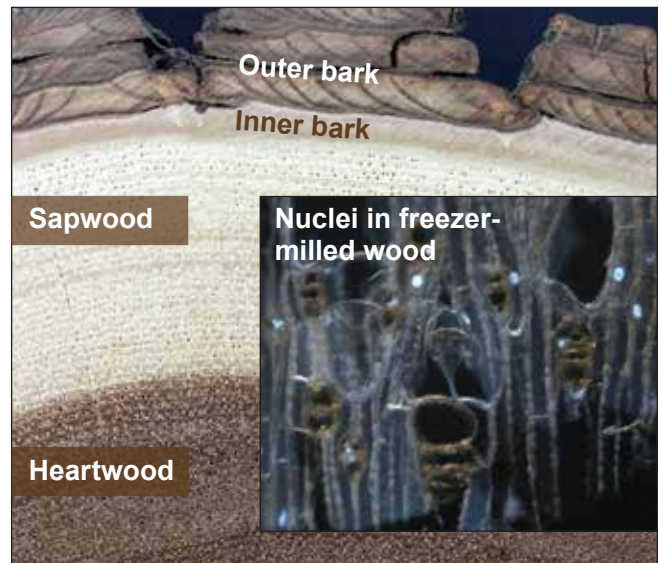 Outer bark
Inner bark
Sapwood
Nuclei in freezer-
milled wood
Heartwood